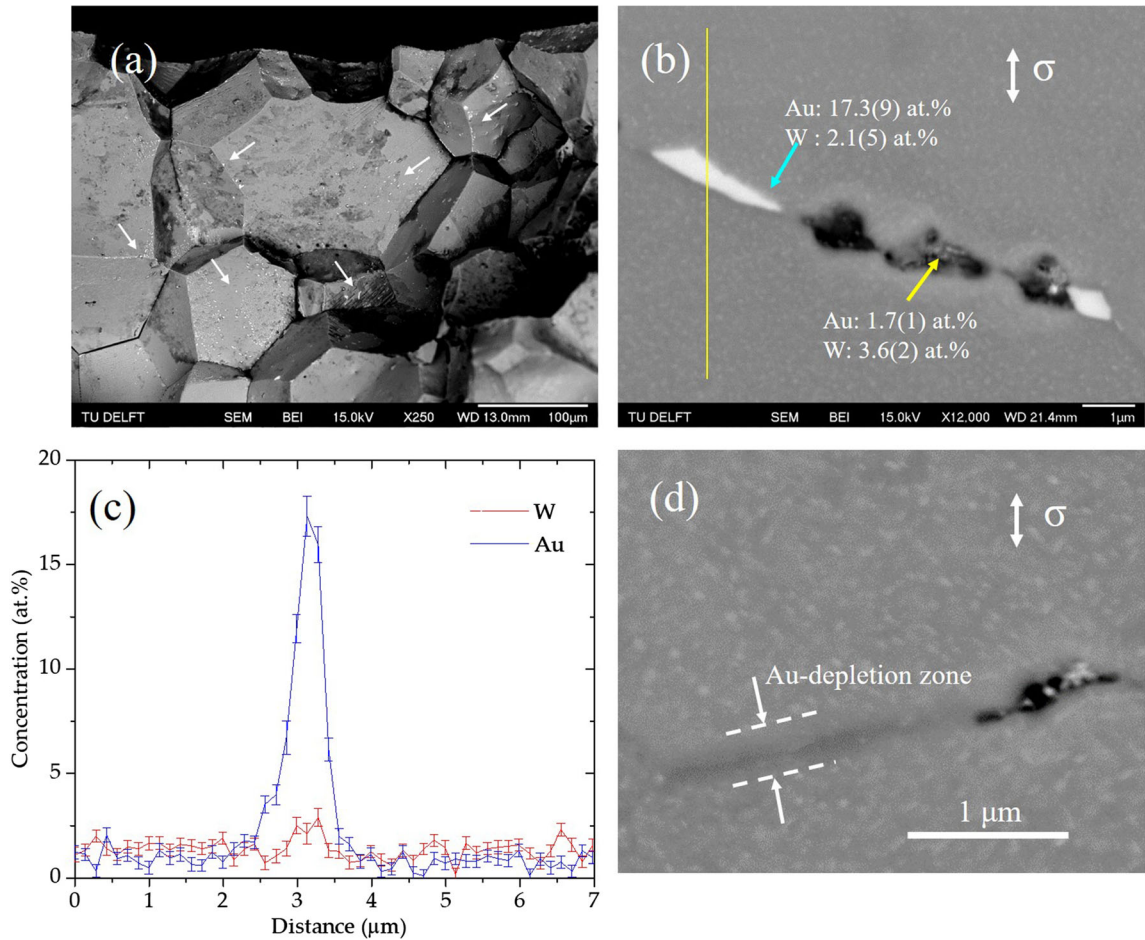 (a)
TU DELFT SEM BEI 15.0kV X250 WD 13.0mm 100µm
(b)
σ
Au: 17.3(9) at.%
W : 2.1(5) at.%
Au: 1.7(1) at.%
W: 3.6(2) at.%
TU DELFT SEM BEI 15.0kV X12,000 WD 21.4mm 1µm
(c)
W
Au
20
15
10
5
0
Concentration (at.%)
0 1 2 3 4 5 6 7
Distance (µm)
(d)
σ
Au-depletion zone
1 µm